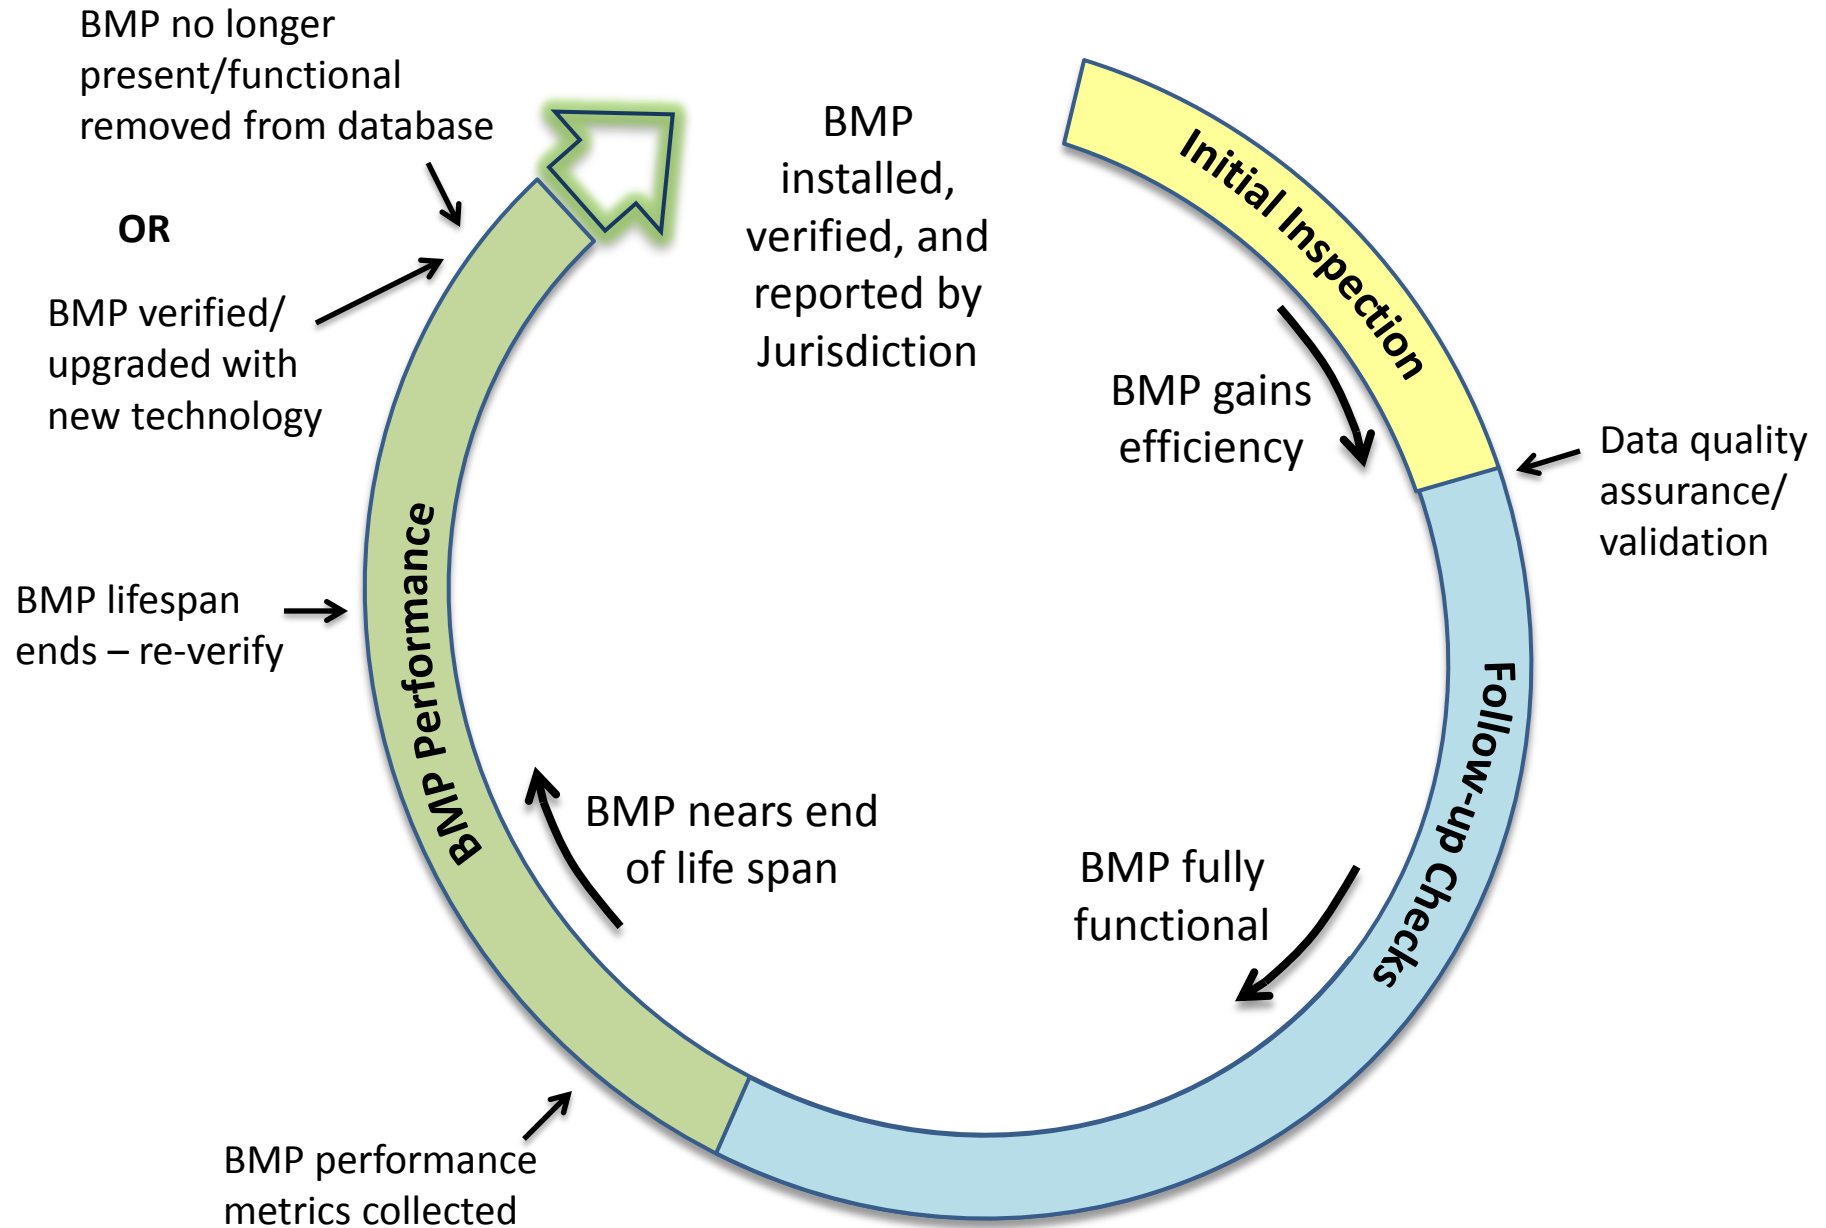 BMP no longer
present/functional
removed from database
OR
BMP verified/
upgraded with
new technology
BMP
installed,
verified, and
reported by
Jurisdiction
Initial Inspection
BMP gains
efficiency
Data quality
assurance/
validation
Follow-up Checks
BMP fully
functional
BMP nears end
of life span
BMP Performance
BMP lifespan
ends – re-verify
BMP performance
metrics collected